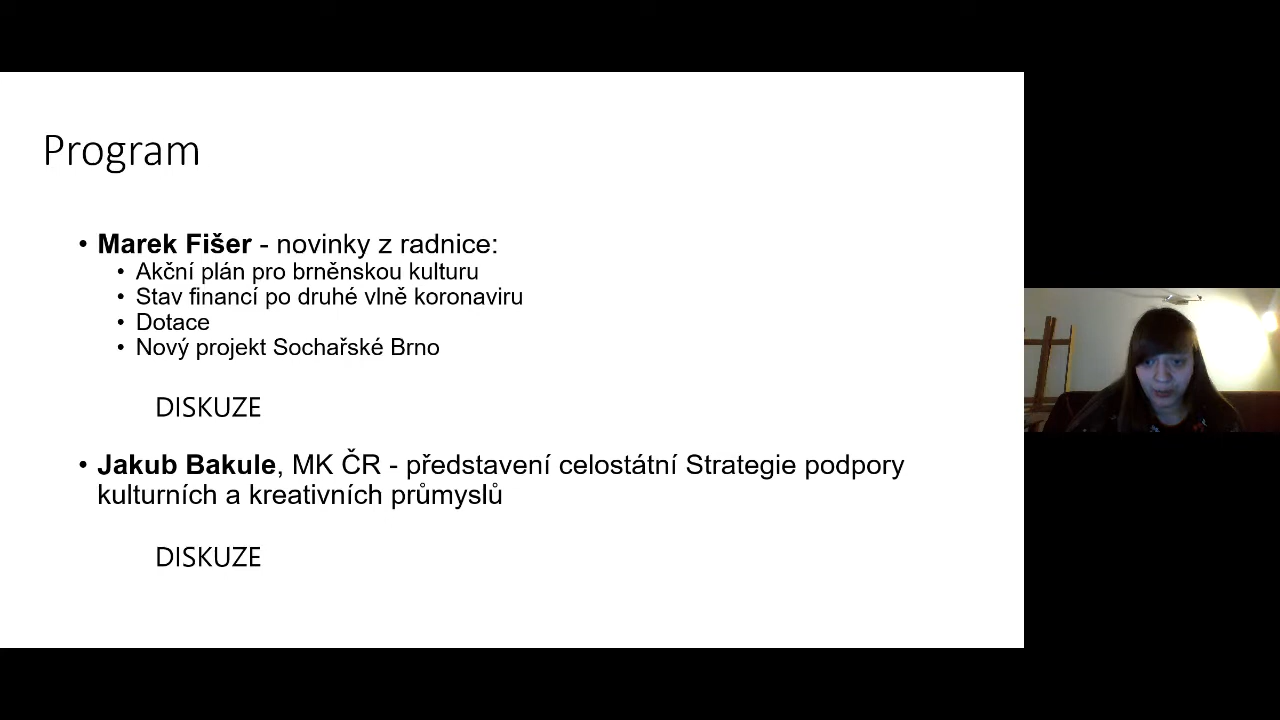 Program
• Marek Fišer - novinky z radnice:
• Akční plán pro brněnskou kulturu
• Stav financí po druhé vlně koronaviru
• Dotace
• Nový projekt Sochařské Brno
DISKUZE
• Jakub Bakule, MK ČR - představení celostátní Strategie podpory
kulturních a kreativních průmyslů
DISKUZE